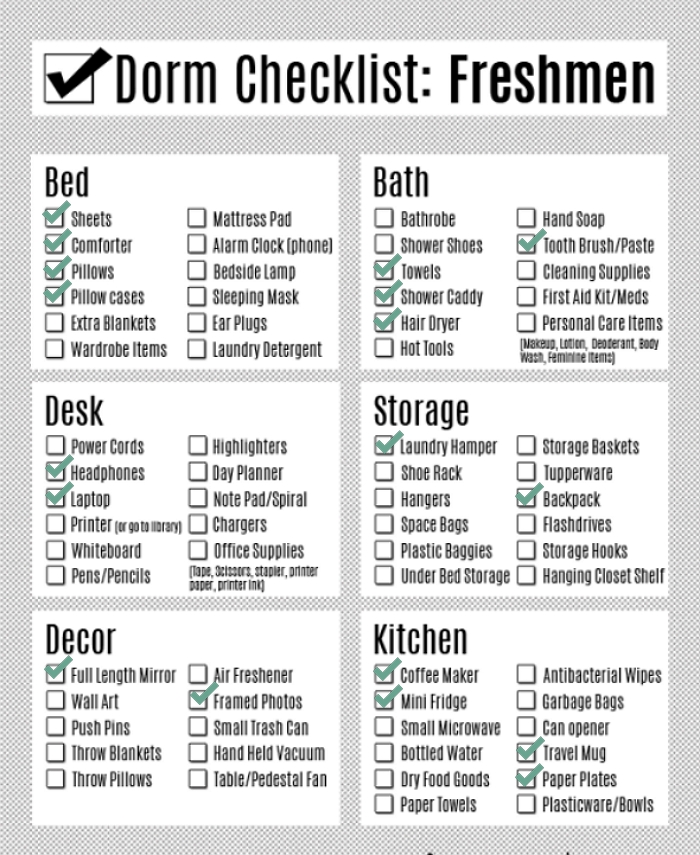 Dorm Checklist: Freshmen
Bed
Sheets
Comforter
Pillows
Pillow cases
Extra Blankets
Wardrobe Items
Mattress Pad
Alarm Clock (phone)
Bedside Lamp
Sleeping Mask
Ear Plugs
Laundry Detergent
Bath
Bathrobe
Shower Shoes
Towels
Shower Caddy
Hair Dryer
Hot Tools
Hand Soap
Tooth Brush/Paste
Cleaning Supplies
First Aid Kit/Meds
Personal Care Items
(Makeup, Lotion, Deoderant, Body
Wash, Feminine Items)
Desk
Power Cords
Headphones
Laptop
Printer (or go to library)
Whiteboard
Pens/Pencils
Highlighters
Day Planner
Note Pad/Spiral
Chargers
Office Supplies
(Tape, Scissors, stapler, printer
paper, printer ink)
Storage
Laundry Hamper
Shoe Rack
Hangers
Space Bags
Plastic Baggies
Under Bed Storage
Storage Baskets
Tupperware
Backpack
Flashdrives
Storage Hooks
Hanging Closet Shelf
Decor
Full Length Mirror
Wall Art
Push Pins
Throw Blankets
Throw Pillows
Air Freshener
Framed Photos
Small Trash Can
Hand Held Vacuum
Table/Pedestal Fan
Kitchen
Coffee Maker
Mini Fridge
Small Microwave
Bottled Water
Dry Food Goods
Paper Towels
Antibacterial Wipes
Garbage Bags
Can opener
Travel Mug
Paper Plates
Plasticware/Bowls